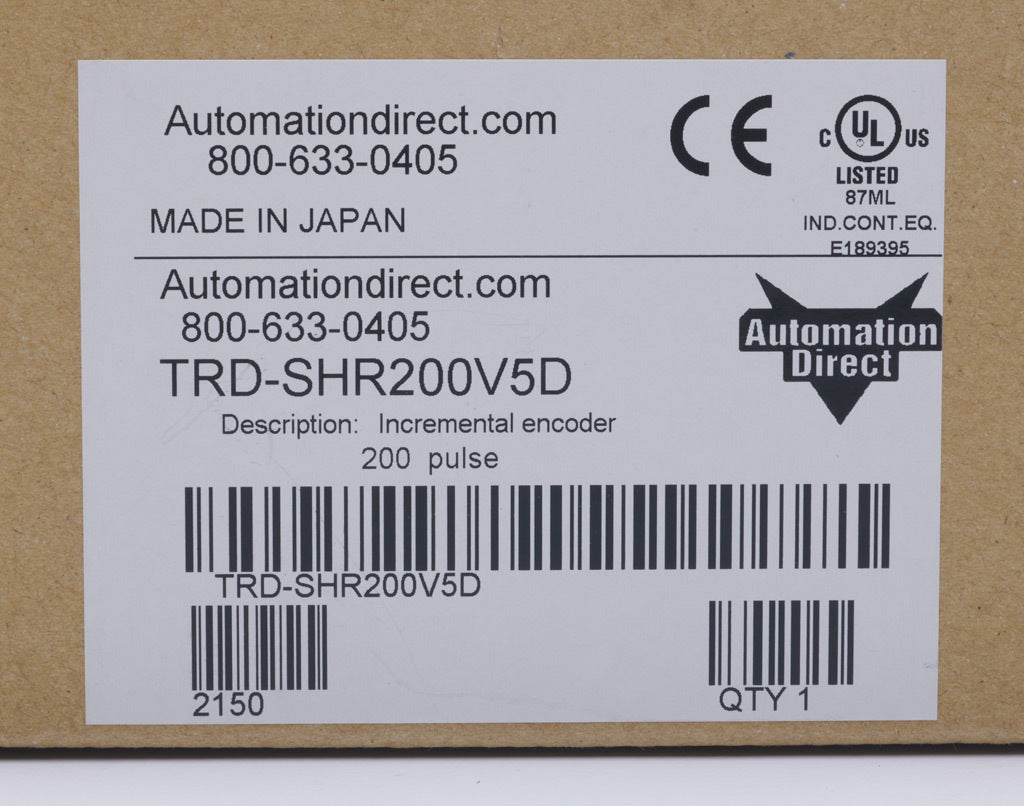 Automationdirect.com
800-633-0405
MADE IN JAPAN
CE
C UL US
LISTED
87ML
IND.CONT.EQ.
E189395
Automationdirect.com
800-633-0405
TRD-SHR200V5D
Description: Incremental encoder
200 pulse
Automation
Direct
TRD-SHR200V5D
2150
QTY 1